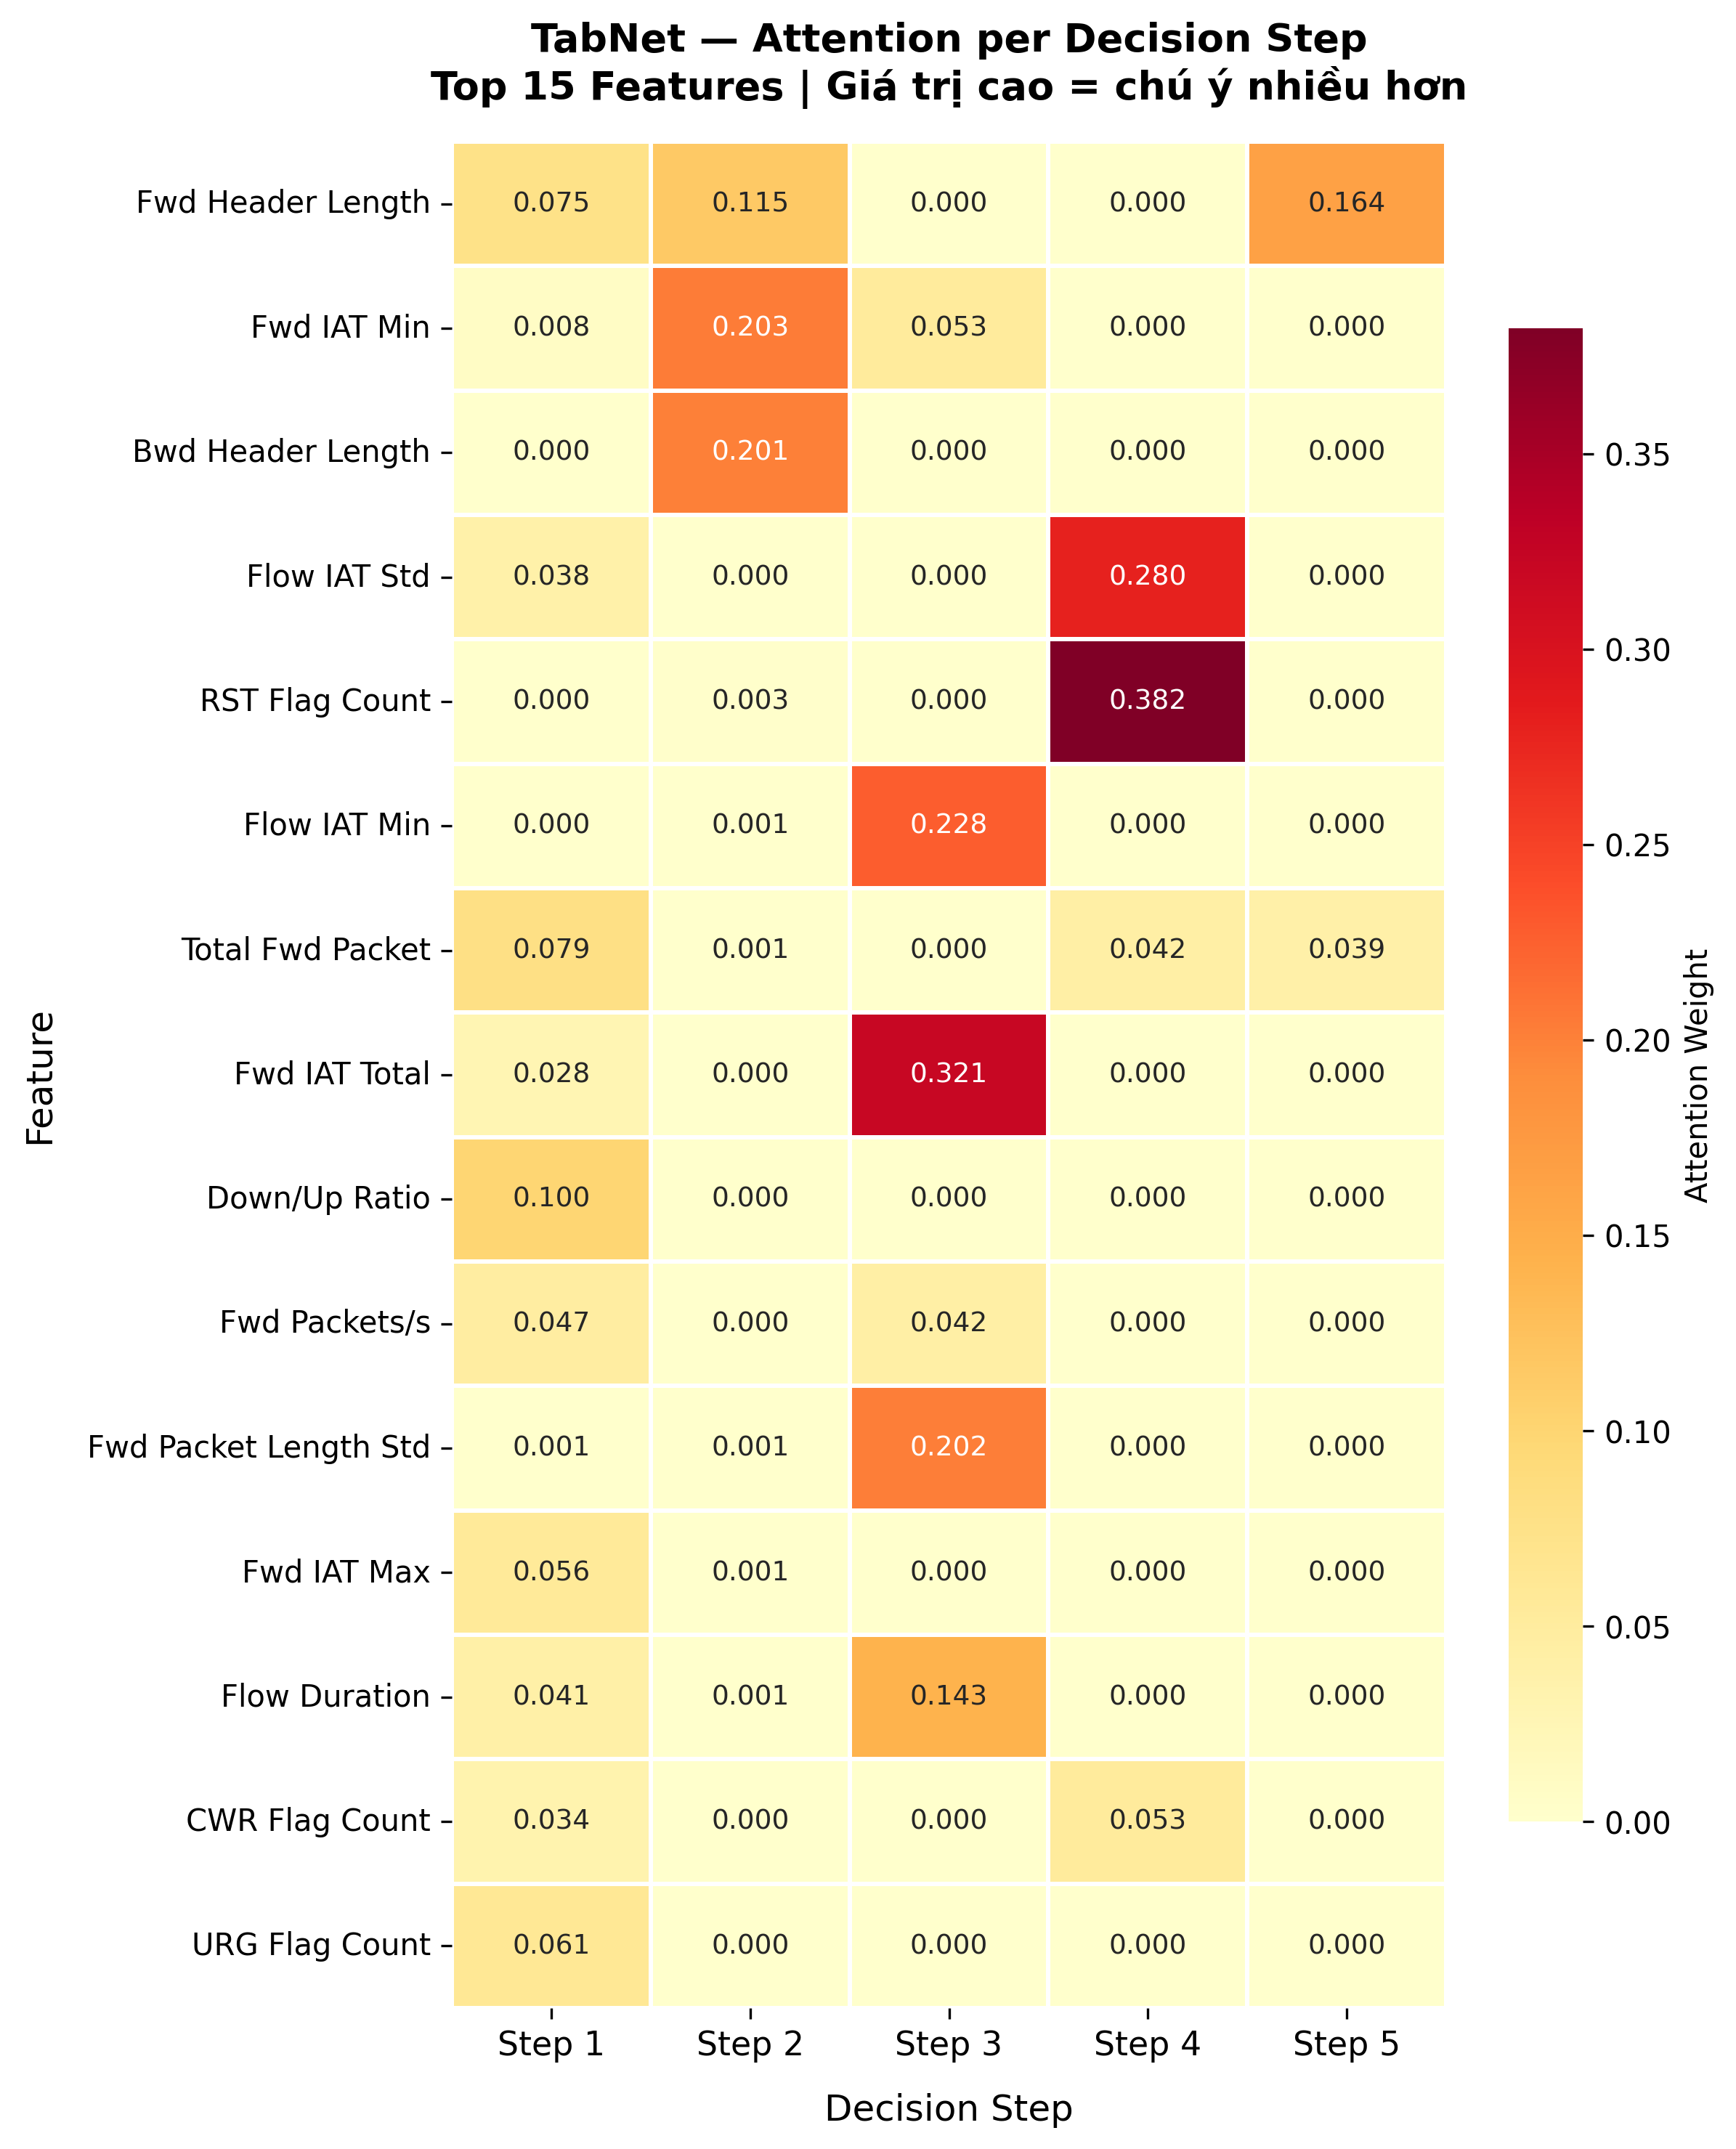 TabNet — Attention per Decision Step
Top 15 Features | Giá trị cao = chú ý nhiều hơn
Feature
Fwd Header Length 0.075 0.115 0.000 0.000 0.164
Fwd IAT Min 0.008 0.203 0.053 0.000 0.000
Bwd Header Length 0.000 0.201 0.000 0.000 0.000
Flow IAT Std 0.038 0.000 0.000 0.280 0.000
RST Flag Count 0.000 0.003 0.000 0.382 0.000
Flow IAT Min 0.000 0.001 0.228 0.000 0.000
Total Fwd Packet 0.079 0.001 0.000 0.042 0.039
Fwd IAT Total 0.028 0.000 0.321 0.000 0.000
Down/Up Ratio 0.100 0.000 0.000 0.000 0.000
Fwd Packets/s 0.047 0.000 0.042 0.000 0.000
Fwd Packet Length Std 0.001 0.001 0.202 0.000 0.000
Fwd IAT Max 0.056 0.001 0.000 0.000 0.000
Flow Duration 0.041 0.001 0.143 0.000 0.000
CWR Flag Count 0.034 0.000 0.000 0.053 0.000
URG Flag Count 0.061 0.000 0.000 0.000 0.000
Step 1 Step 2 Step 3 Step 4 Step 5
Decision Step
0.35
0.30
0.25
0.20
0.15
0.10
0.05
0.00
Attention Weight